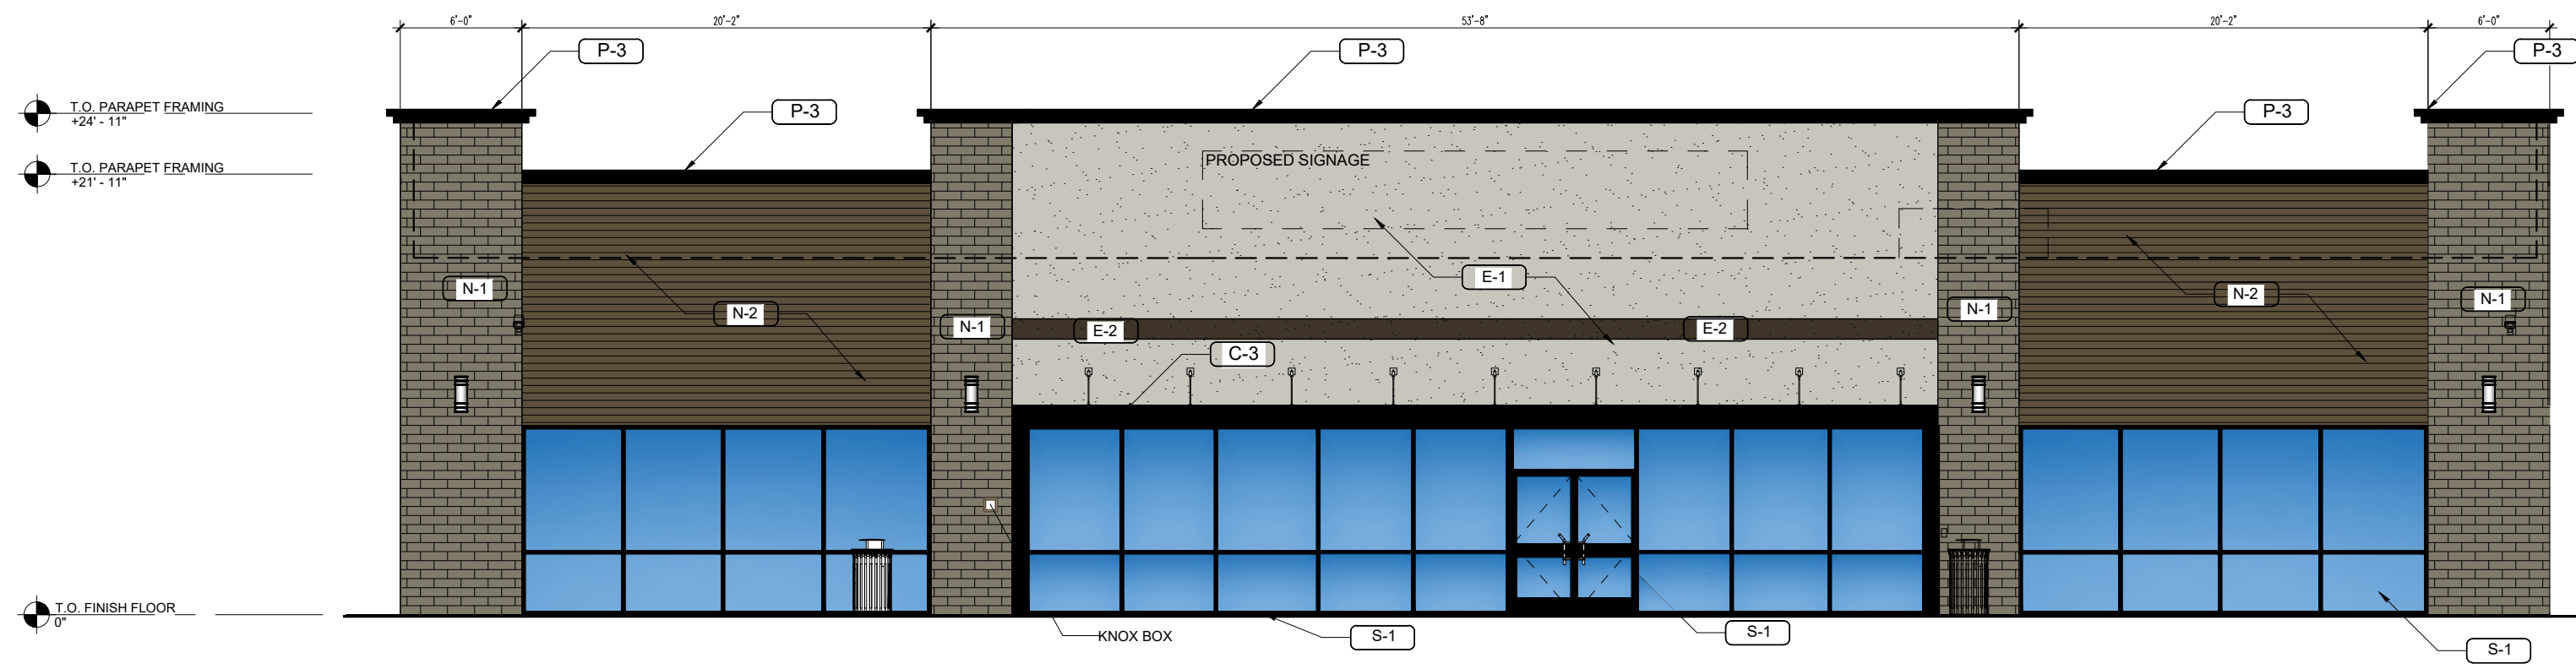 6'-0"
20'-2"
53'-8"
20'-2"
6'-0"
P-3
P-3
P-3
P-3
P-3
P-3
T.O. PARAPET FRAMING
+24' - 11"
T.O. PARAPET FRAMING
+21' - 11"
PROPOSED SIGNAGE
N-1
N-2
N-1
E-2
C-3
E-1
E-2
N-1
N-2
N-1
T.O. FINISH FLOOR
0"
KNOX BOX
S-1
S-1
S-1